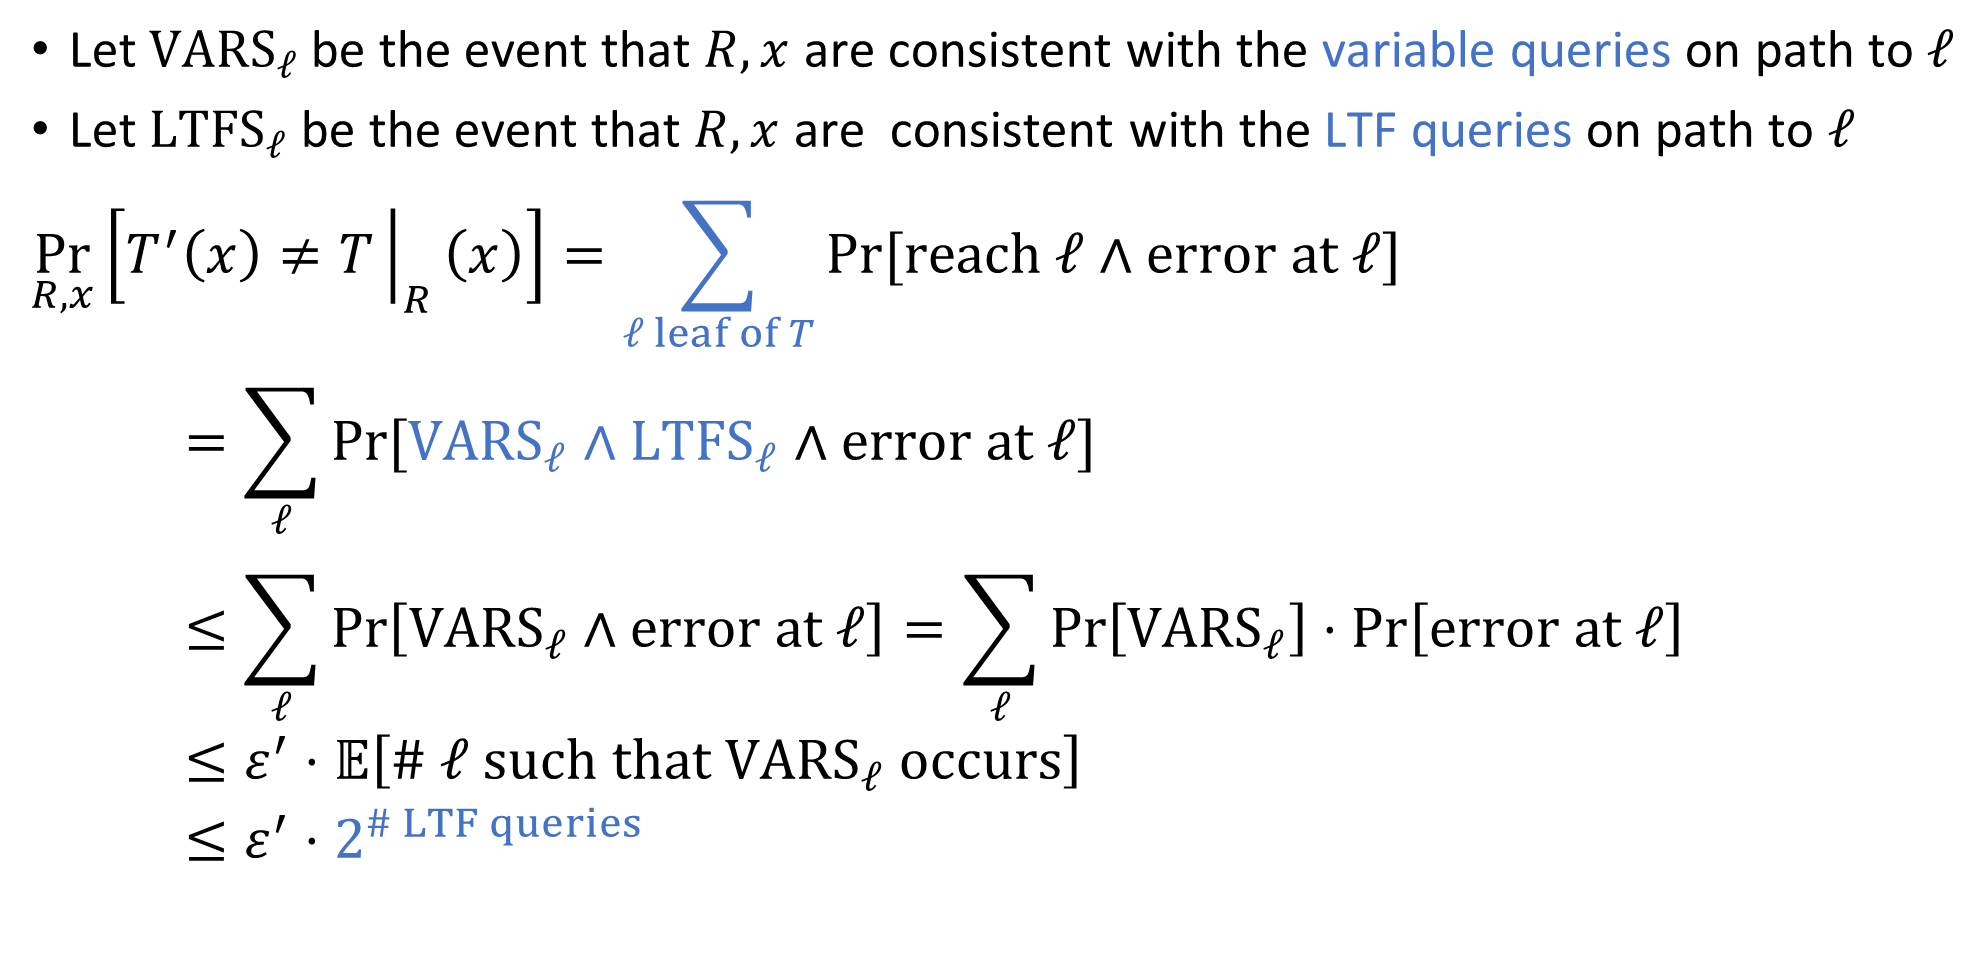 • Let VARS_ℓ be the event that R, x are consistent with the variable queries on path to ℓ
• Let LTFS_ℓ be the event that R, x are consistent with the LTF queries on path to ℓ
Pr_{R,x} [T′(x) ≠ T|_R (x)] = ∑_{ℓ leaf of T} Pr[reach ℓ ∧ error at ℓ]
= ∑_ℓ Pr[VARS_ℓ ∧ LTFS_ℓ ∧ error at ℓ]
≤ ∑_ℓ Pr[VARS_ℓ ∧ error at ℓ] = ∑_ℓ Pr[VARS_ℓ] · Pr[error at ℓ]
≤ ε′ · 𝔼[# ℓ such that VARS_ℓ occurs]
≤ ε′ · 2^{# LTF queries}